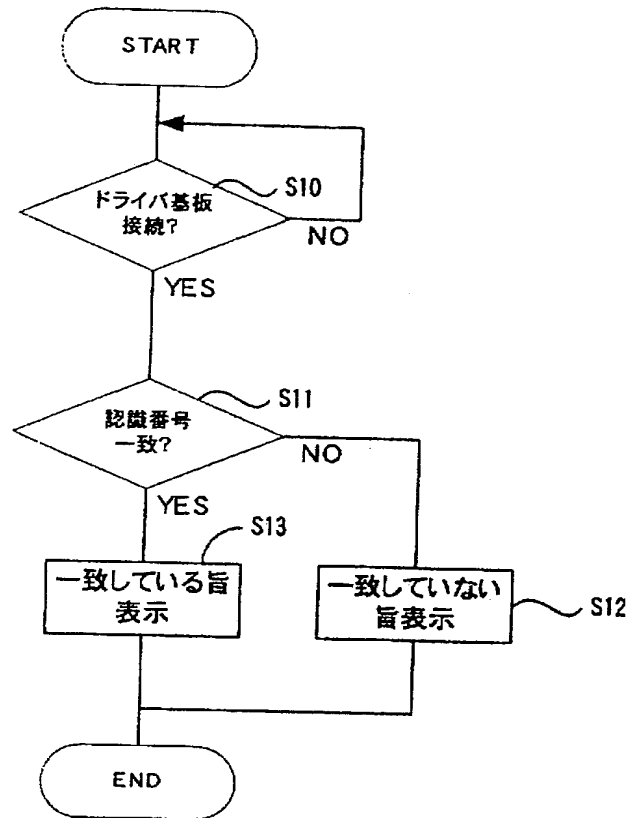 START
S10
ドライバ基板
接続?
NO
YES
S11
認識番号
一致?
NO
YES
S13
一致している旨
表示
一致していない
旨表示
S12
END